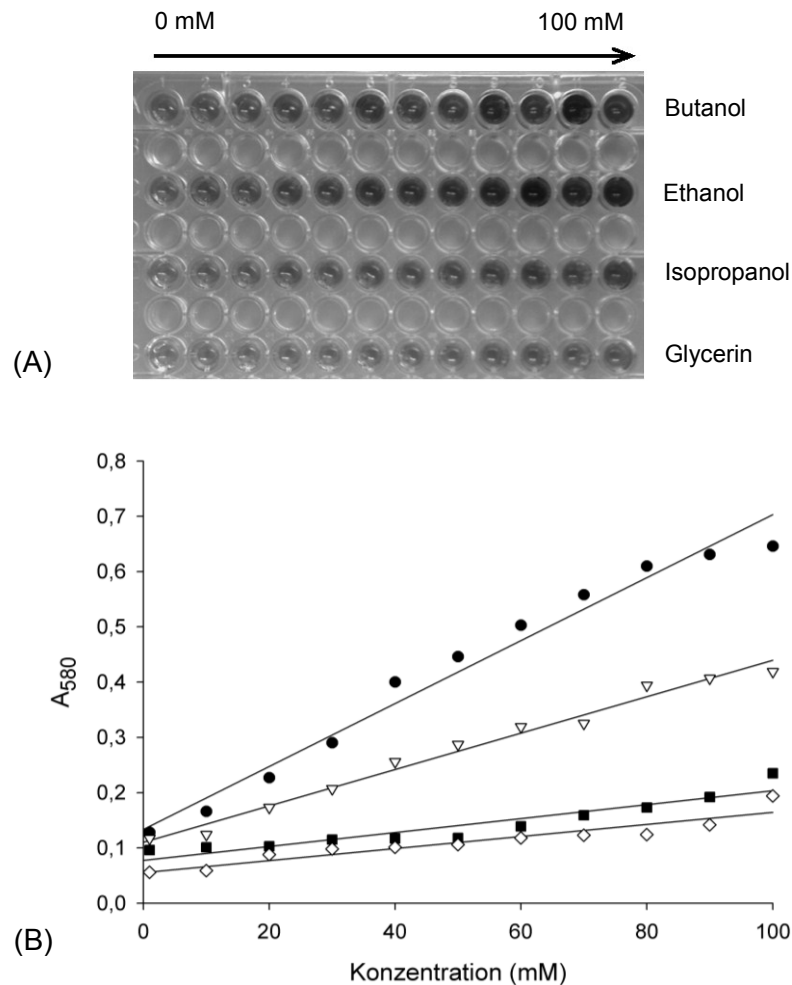 0 mM 100 mM
Butanol
Ethanol
Isopropanol
Glycerin
(A)
0,8
0,7
0,6
0,5
0,4
0,3
0,2
0,1
0,0
A580
(B)
0 20 40 60 80 100
Konzentration (mM)